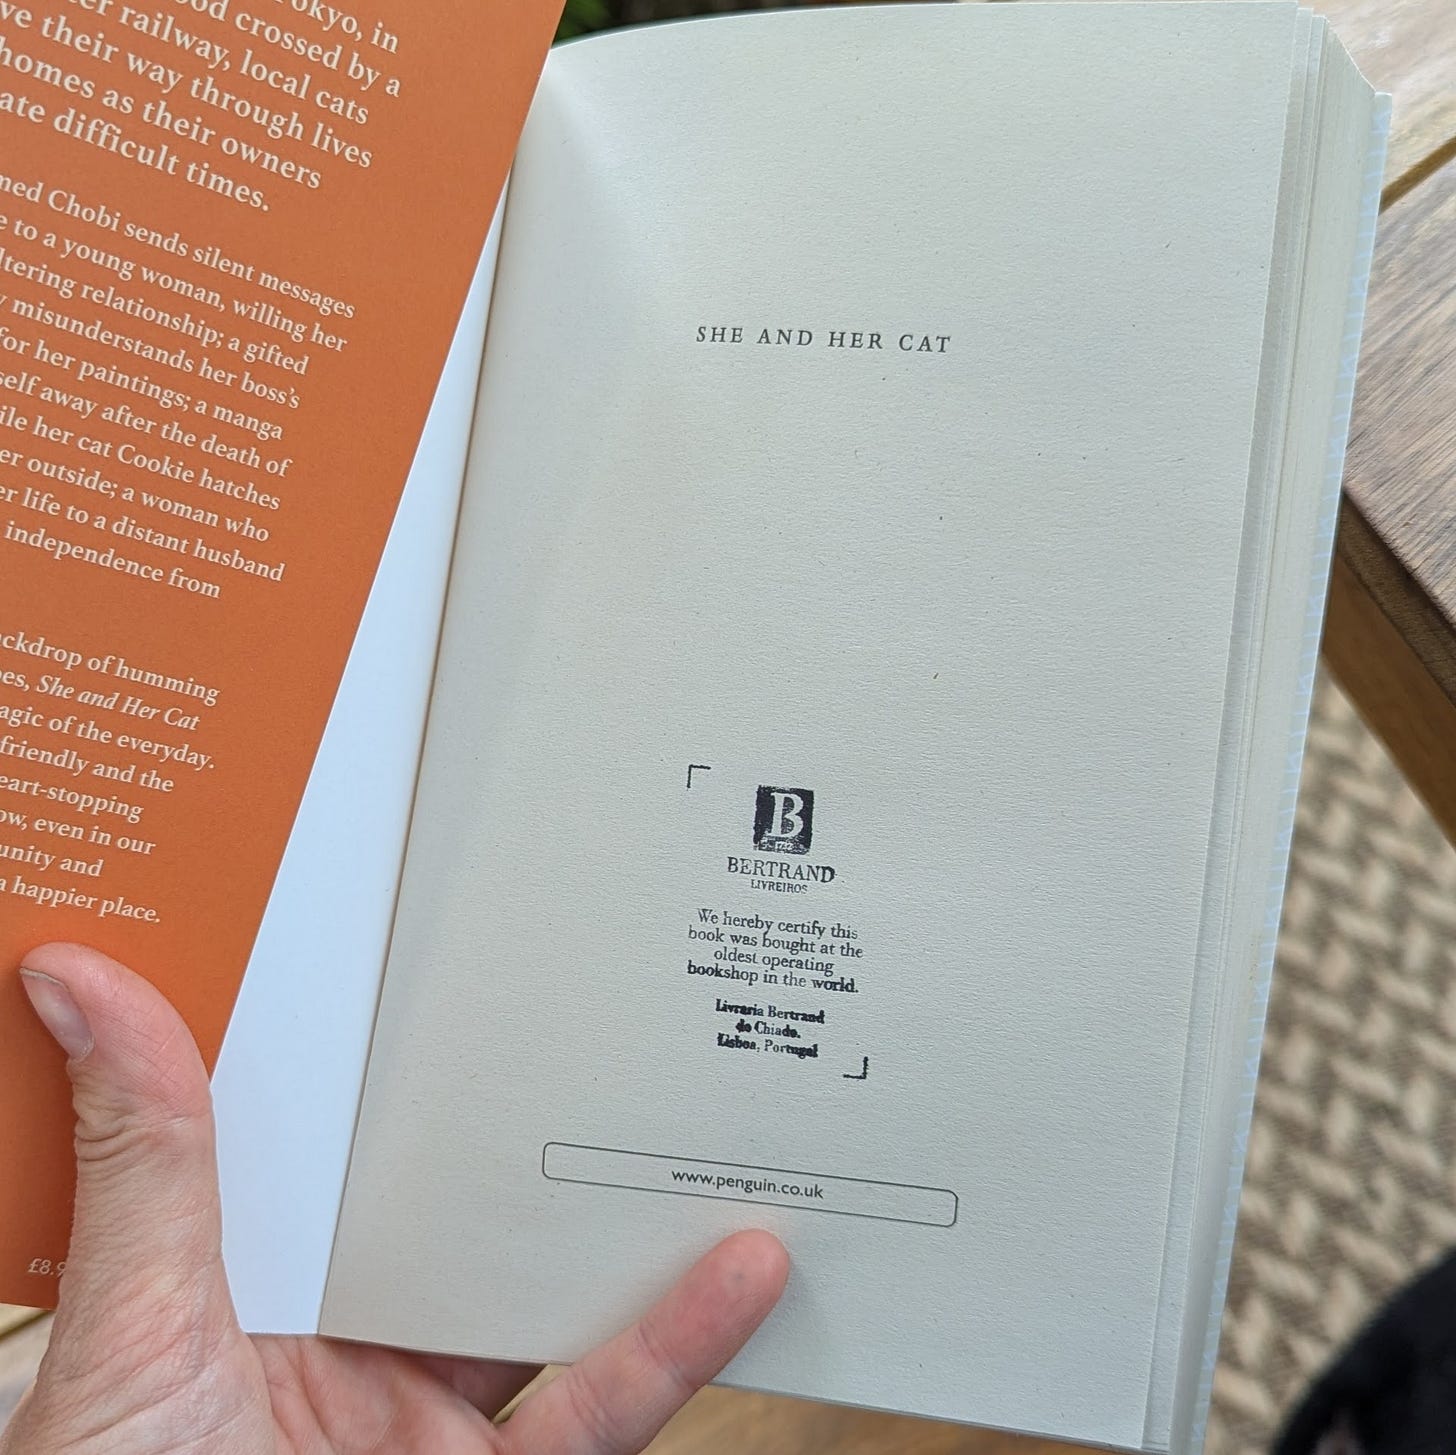 okyo, in
ood crossed by a
er railway, local cats
ve their way through lives
homes as their owners
ate difficult times.
med Chobi sends silent messages
e to a young woman, willing her
ltering relationship; a gifted
y misunderstands her boss's
for her paintings; a manga
self away after the death of
ile her cat Cookie hatches
er outside; a woman who
er life to a distant husband
independence from
ackdrop of humming
es, She and Her Cat
agic of the everyday.
friendly and the
eart-stopping
ow, even in our
unity and
a happier place.
£8.9
SHE AND HER CAT
B
BERTRAND
LIVREIROS
We hereby certify this
book was bought at the
oldest operating
bookshop in the world.
Livraria Bertrand
do Chiado.
Lisboa, Portugal
www.penguin.co.uk